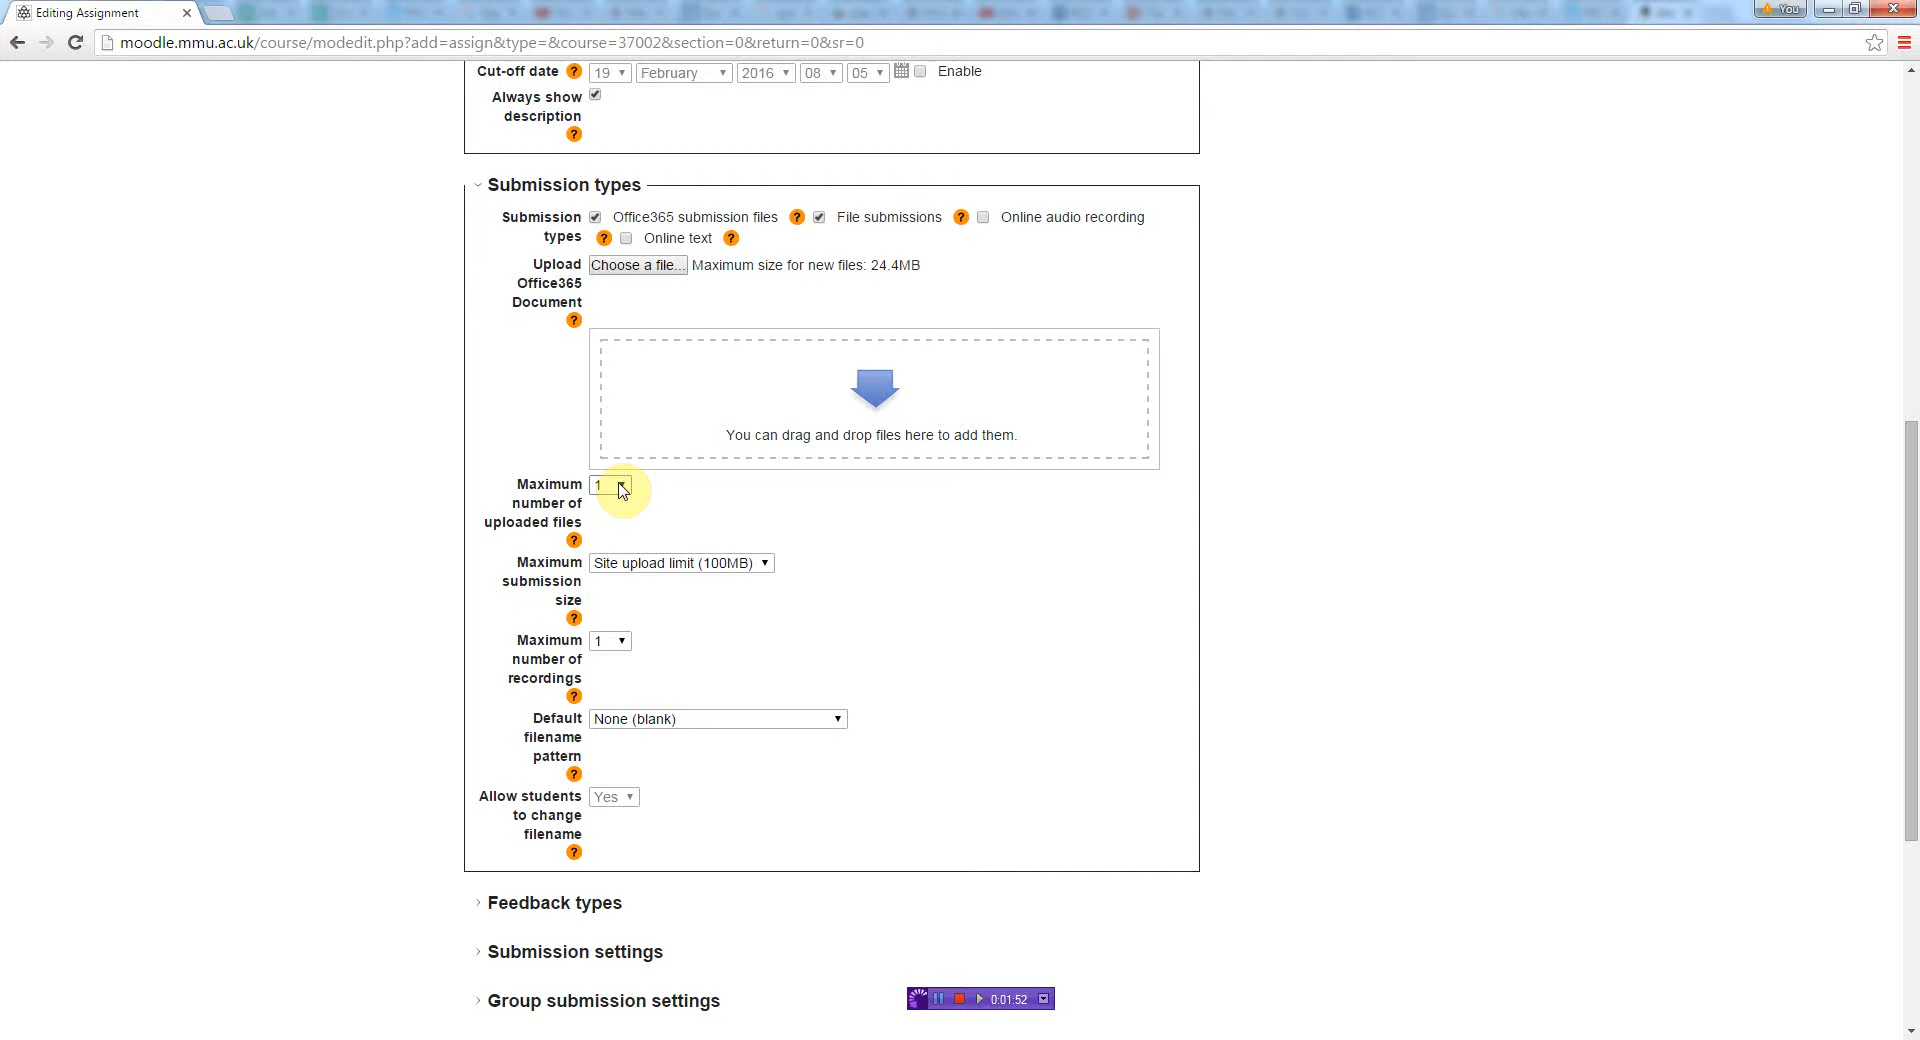 Editing Assignment
You
moodle.mmu.ac.uk/course/modedit.php?add=assign&type=&course=37002&section=0&return=0&sr=0
Cut-off date ? 19 February 2016 08 05 Enable
Always show
description
?
Submission types
Submission Office365 submission files ? File submissions ? Online audio recording
types ? Online text ?
Upload Choose a file... Maximum size for new files: 24.4MB
Office365
Document
?
You can drag and drop files here to add them.
Maximum 1
number of
uploaded files
?
Maximum Site upload limit (100MB)
submission
size
?
Maximum 1
number of
recordings
?
Default None (blank)
filename
pattern
?
Allow students Yes
to change
filename
?
Feedback types
Submission settings
Group submission settings
0:01:52